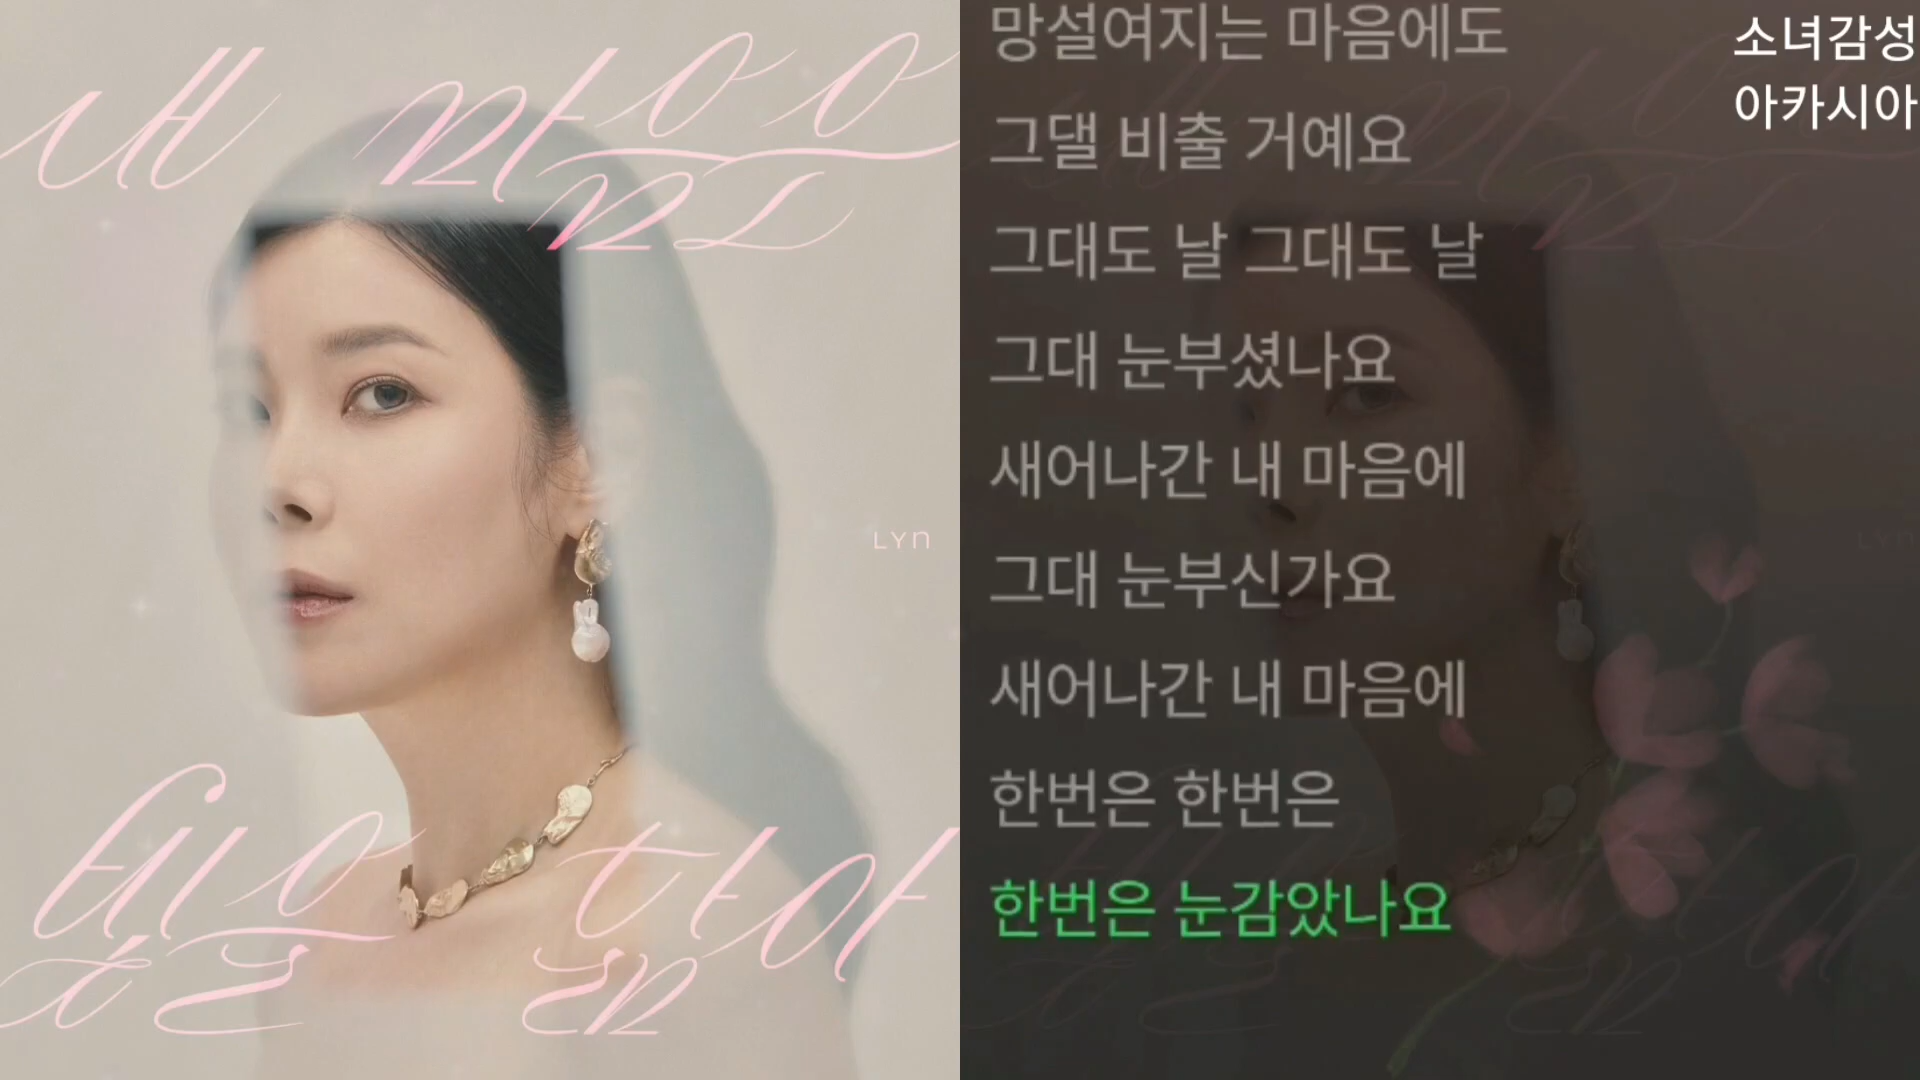 내 마음
LYn
빛을 닮아
망설여지는 마음에도
그댈 비출 거예요
그대도 날 그대도 날
그대 눈부셨나요
새어나간 내 마음에
그대 눈부신가요
새어나간 내 마음에
한번은 한번은
한번은 눈감았나요
소녀감성
아카시아